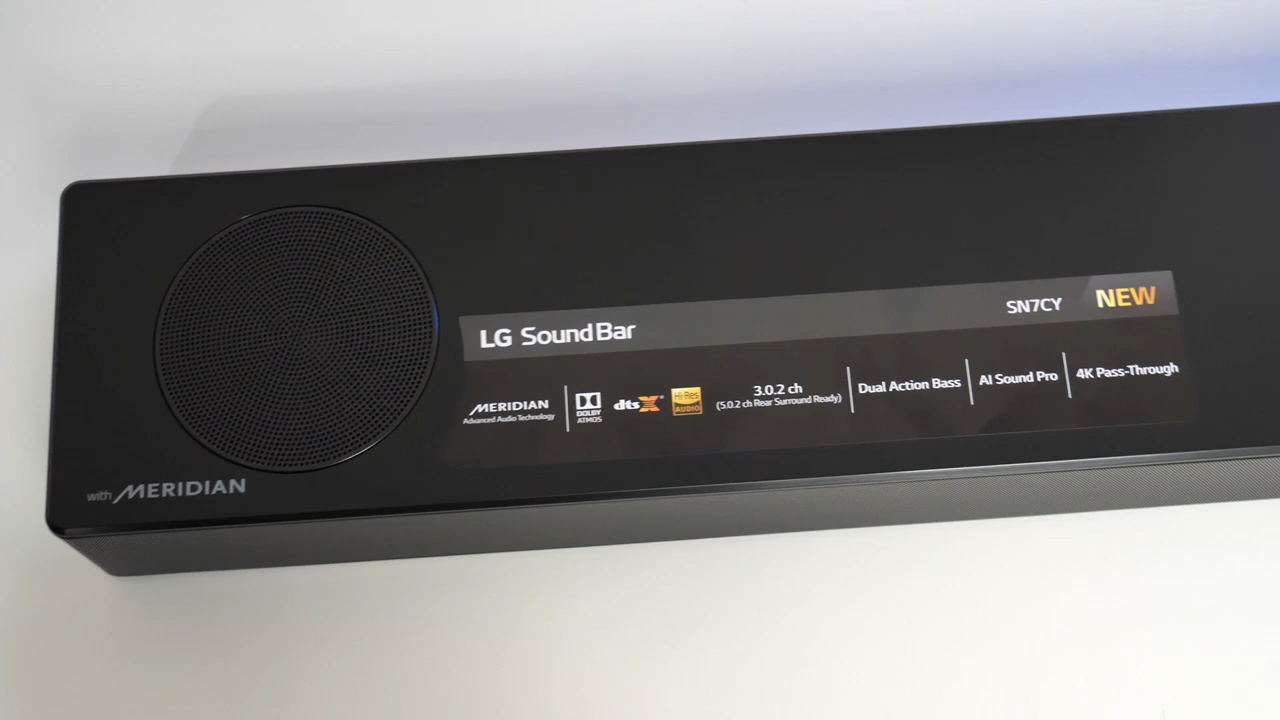 LG SoundBar
SN7CY
NEW
MERIDIAN
Advanced Audio Technology
DOLBY
ATMOS
dts X
Hi-Res
AUDIO
3.0.2 ch
(5.0.2 ch Rear Surround Ready)
Dual Action Bass
AI Sound Pro
4K Pass-Through
with MERIDIAN